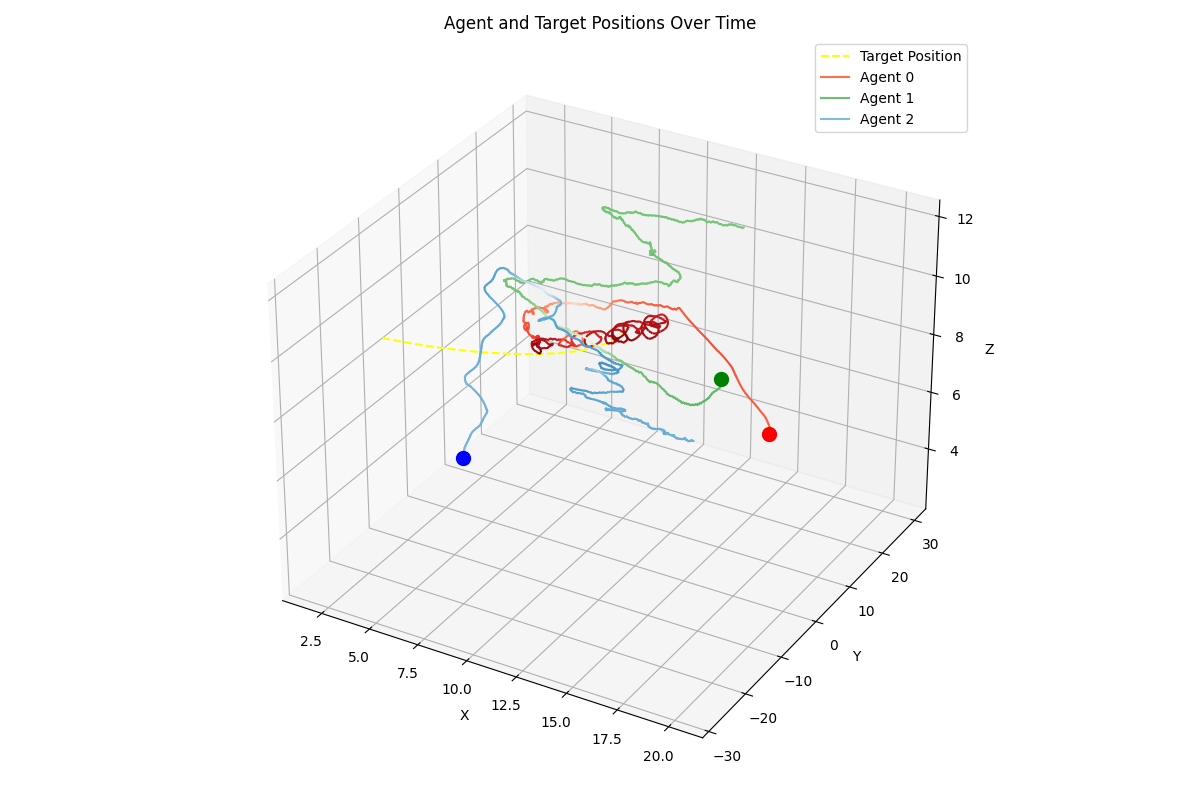 Agent and Target Positions Over Time
Target Position
Agent 0
Agent 1
Agent 2
12
10
8
6
4
Z
30
20
10
0
−10
−20
−30
Y
2.5
5.0
7.5
10.0
12.5
15.0
17.5
20.0
X